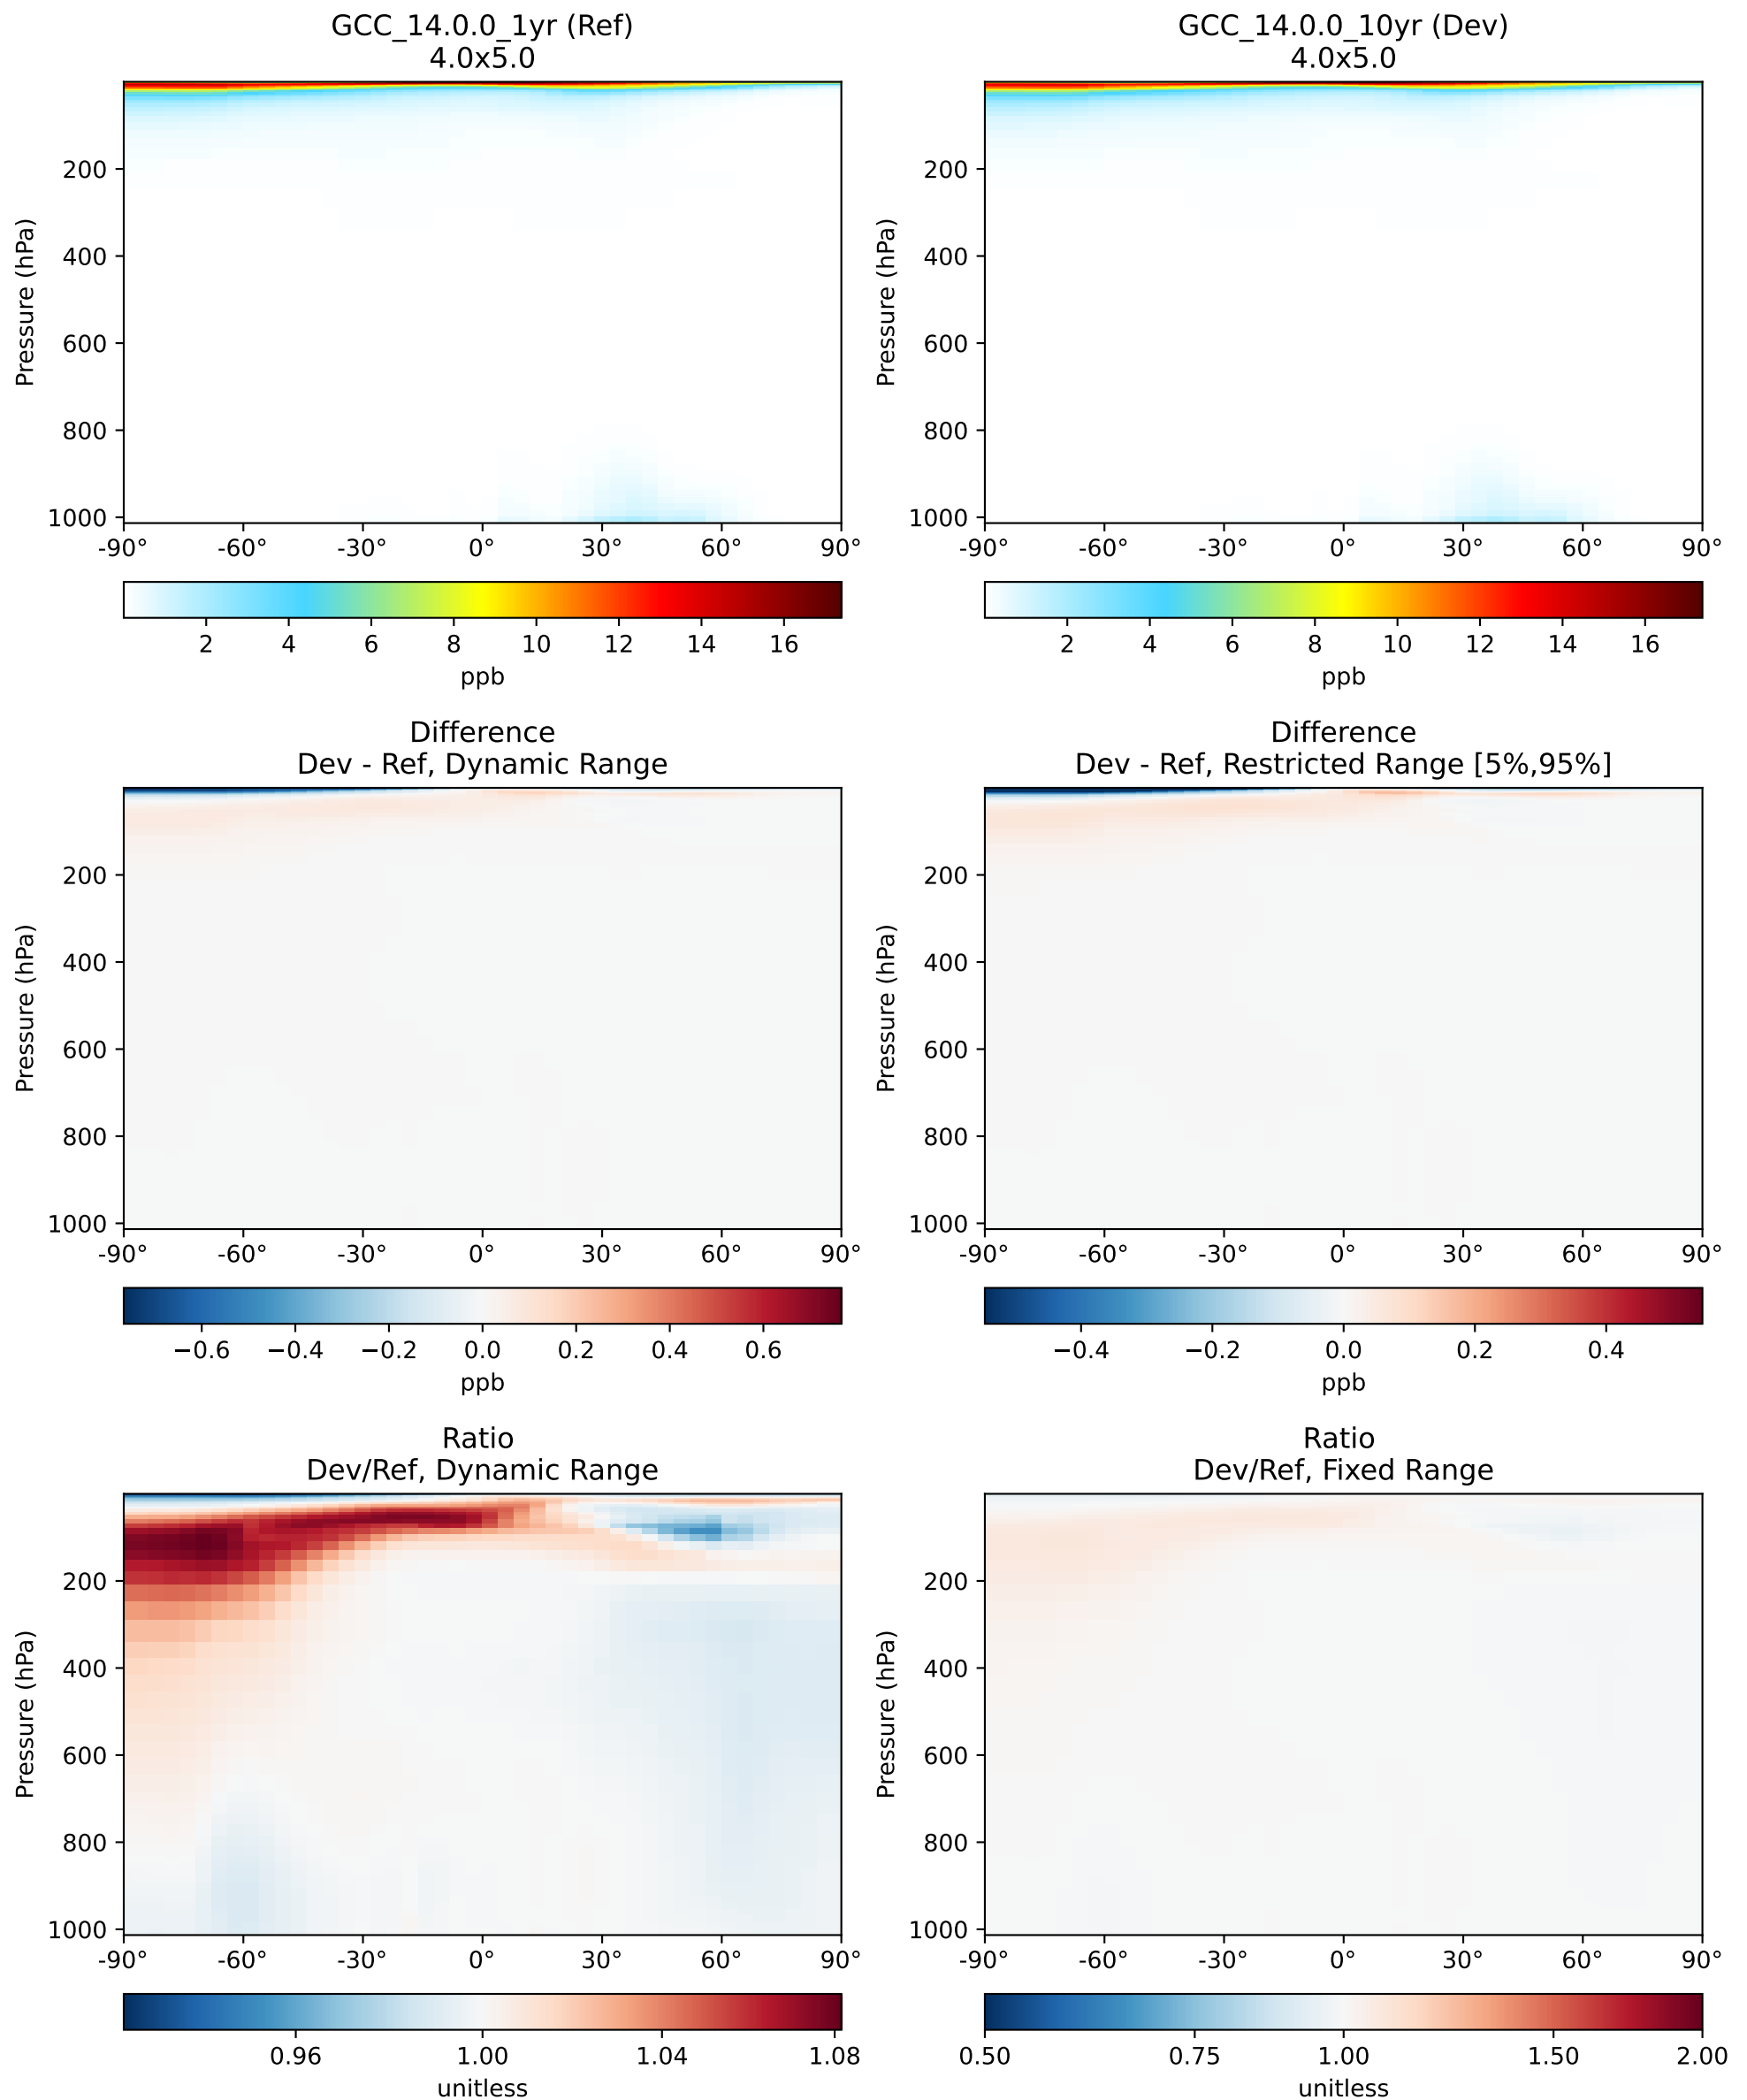 GCC_14.0.0_1yr (Ref)
4.0x5.0
Pressure (hPa)
200
400
600
800
1000
-90° -60° -30° 0° 30° 60° 90°
2 4 6 8 10 12 14 16
ppb
GCC_14.0.0_10yr (Dev)
4.0x5.0
Pressure (hPa)
200
400
600
800
1000
-90° -60° -30° 0° 30° 60° 90°
2 4 6 8 10 12 14 16
ppb
Difference
Dev - Ref, Dynamic Range
Pressure (hPa)
200
400
600
800
1000
-90° -60° -30° 0° 30° 60° 90°
−0.6 −0.4 −0.2 0.0 0.2 0.4 0.6
ppb
Difference
Dev - Ref, Restricted Range [5%,95%]
Pressure (hPa)
200
400
600
800
1000
-90° -60° -30° 0° 30° 60° 90°
−0.4 −0.2 0.0 0.2 0.4
ppb
Ratio
Dev/Ref, Dynamic Range
Pressure (hPa)
200
400
600
800
1000
-90° -60° -30° 0° 30° 60° 90°
0.96 1.00 1.04 1.08
unitless
Ratio
Dev/Ref, Fixed Range
Pressure (hPa)
200
400
600
800
1000
-90° -60° -30° 0° 30° 60° 90°
0.50 0.75 1.00 1.50 2.00
unitless